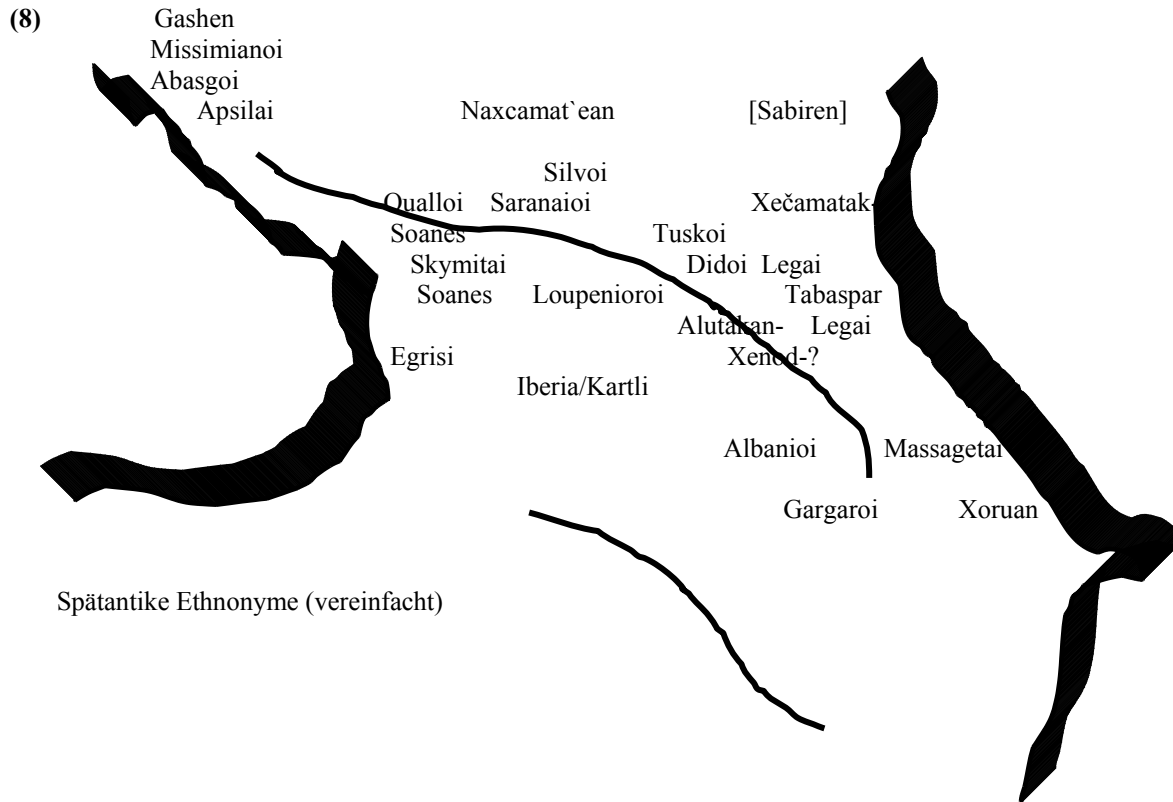 (8) Gashen
Missimianoi
Abasgoi
Apsilai Naxcamat`ean [Sabiren]
Silvoi
Qualloi Saranaioi Xečamatak-
Soanes Tuskoi
Skymitai Didoi Legai
Soanes Loupenioroi Tabaspar
Alutakan- Legai
Egrisi Xenod-?
Iberia/Kartli
Albanioi Massagetai
Gargaroi Xoruan
Spätantike Ethnonyme (vereinfacht)